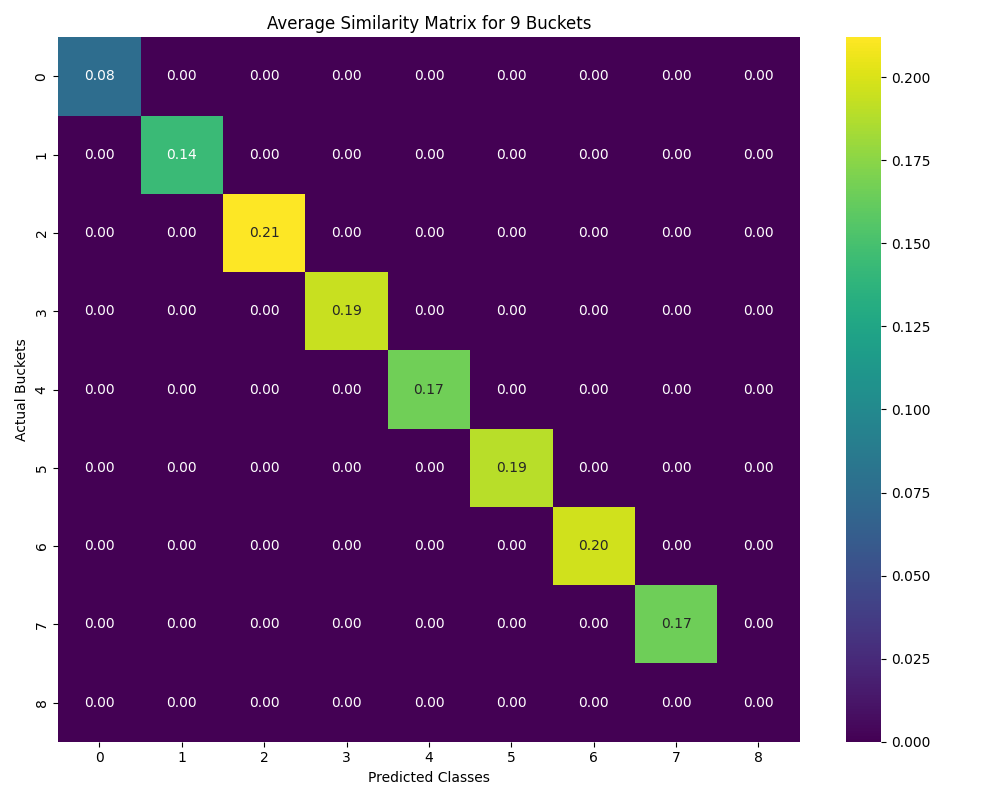 Average Similarity Matrix for 9 Buckets
0 0.08 0.00 0.00 0.00 0.00 0.00 0.00 0.00 0.00
1 0.00 0.14 0.00 0.00 0.00 0.00 0.00 0.00 0.00
2 0.00 0.00 0.21 0.00 0.00 0.00 0.00 0.00 0.00
3 0.00 0.00 0.00 0.19 0.00 0.00 0.00 0.00 0.00
4 0.00 0.00 0.00 0.00 0.17 0.00 0.00 0.00 0.00
5 0.00 0.00 0.00 0.00 0.00 0.19 0.00 0.00 0.00
6 0.00 0.00 0.00 0.00 0.00 0.00 0.20 0.00 0.00
7 0.00 0.00 0.00 0.00 0.00 0.00 0.00 0.17 0.00
8 0.00 0.00 0.00 0.00 0.00 0.00 0.00 0.00 0.00
0 1 2 3 4 5 6 7 8
Predicted Classes
Actual Buckets
0.200
0.175
0.150
0.125
0.100
0.075
0.050
0.025
0.000